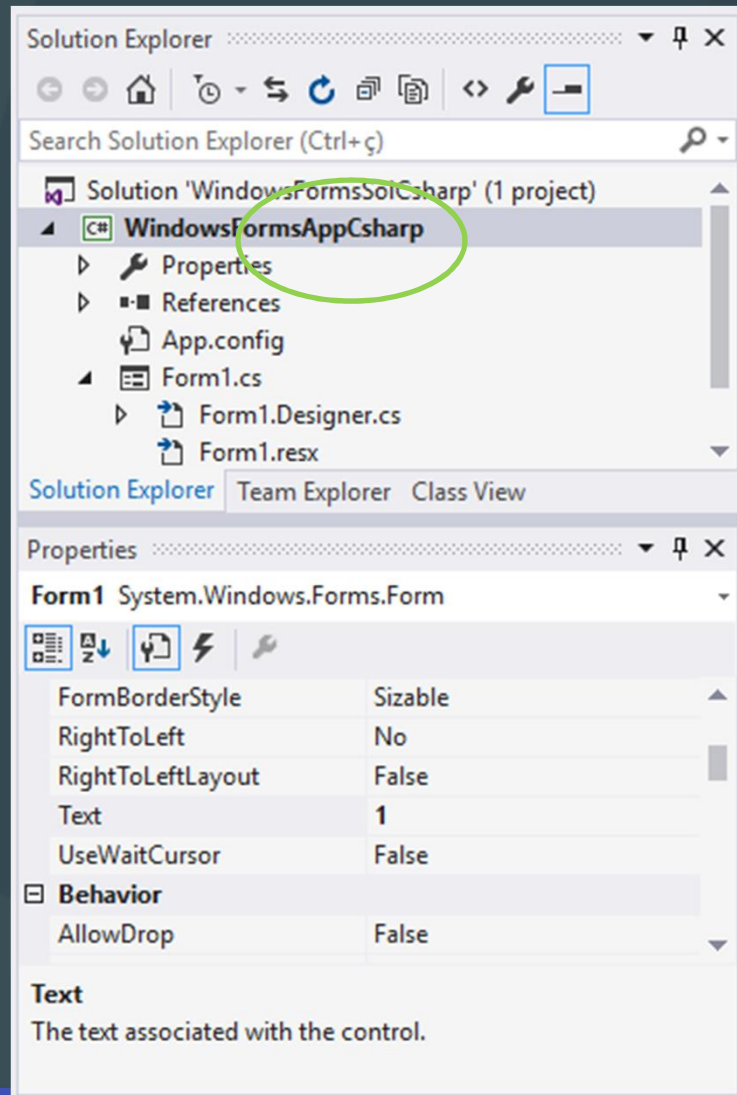 Solution Explorer
Search Solution Explorer (Ctrl+ç)
Solution 'WindowsFormsSolCsharp' (1 project)
C# WindowsFormsAppCsharp
Properties
References
App.config
Form1.cs
Form1.Designer.cs
Form1.resx
Solution Explorer Team Explorer Class View
Properties
Form1 System.Windows.Forms.Form
FormBorderStyle Sizable
RightToLeft No
RightToLeftLayout False
Text 1
UseWaitCursor False
Behavior
AllowDrop False
Text
The text associated with the control.